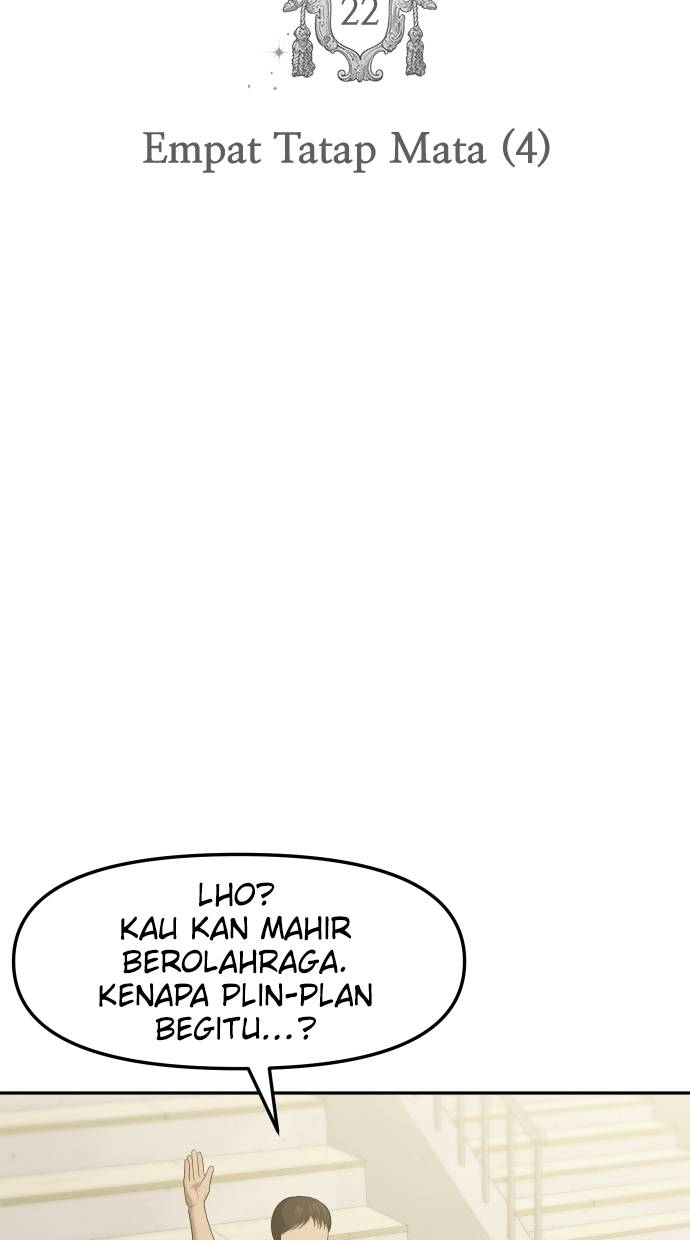 22
Empat Tatap Mata (4)
LHO?
KAU KAN MAHIR
BEROLAHRAGA.
KENAPA PLIN-PLAN
BEGITU...?